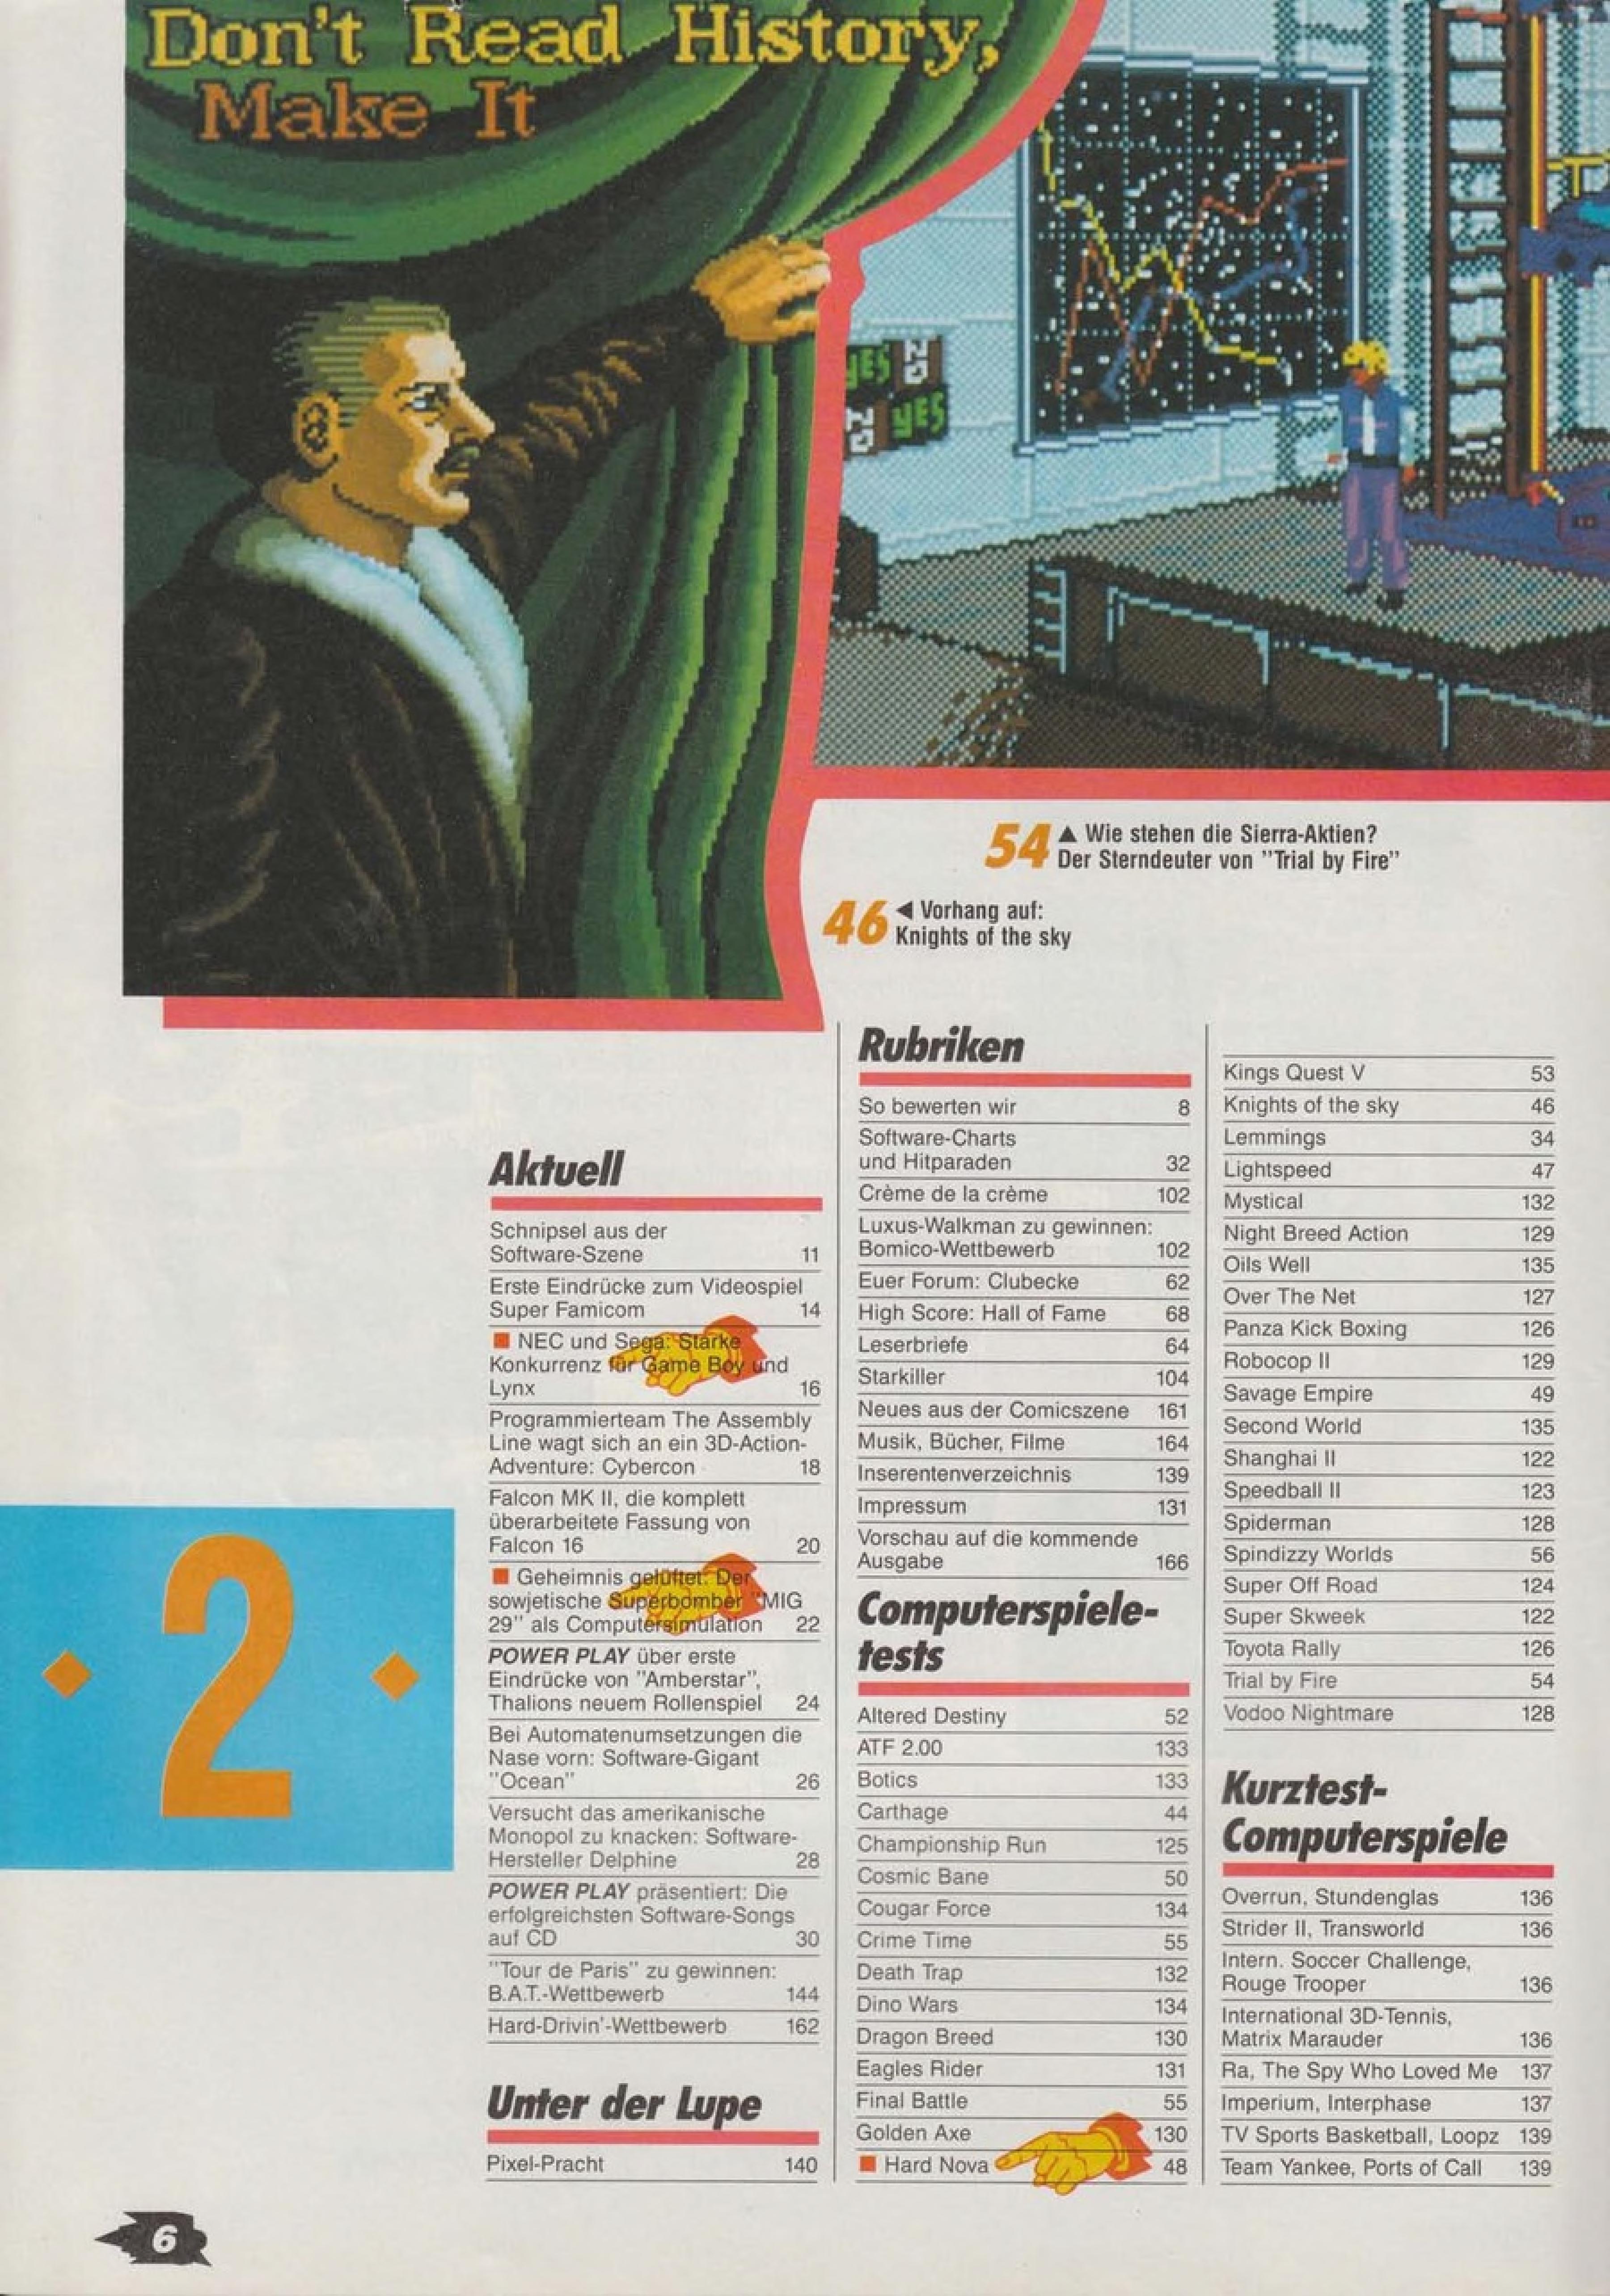 Don't Read History,
Make It
YES
NO
NO
YES
54 ▲ Wie stehen die Sierra-Aktien?
Der Sterndeuter von "Trial by Fire"
46 ◄ Vorhang auf:
Knights of the sky
2
Aktuell
Schnipsel aus der
Software-Szene 11
Erste Eindrücke zum Videospiel
Super Famicom 14
■ NEC und Sega: Starke
Konkurrenz für Game Boy und
Lynx 16
Programmierteam The Assembly
Line wagt sich an ein 3D-Action-
Adventure: Cybercon 18
Falcon MK II, die komplett
überarbeitete Fassung von
Falcon 16 20
■ Geheimnis gelüftet: Der
sowjetische Superbomber "MIG
29" als Computersimulation 22
POWER PLAY über erste
Eindrücke von "Amberstar",
Thalions neuem Rollenspiel 24
Bei Automatenumsetzungen die
Nase vorn: Software-Gigant
"Ocean" 26
Versucht das amerikanische
Monopol zu knacken: Software-
Hersteller Delphine 28
POWER PLAY präsentiert: Die
erfolgreichsten Software-Songs
auf CD 30
"Tour de Paris" zu gewinnen:
B.A.T.-Wettbewerb 144
Hard-Drivin'-Wettbewerb 162
Unter der Lupe
Pixel-Pracht 140
Rubriken
So bewerten wir 8
Software-Charts
und Hitparaden 32
Crème de la crème 102
Luxus-Walkman zu gewinnen:
Bomico-Wettbewerb 102
Euer Forum: Clubecke 62
High Score: Hall of Fame 68
Leserbriefe 64
Starkiller 104
Neues aus der Comicszene 161
Musik, Bücher, Filme 164
Inserentenverzeichnis 139
Impressum 131
Vorschau auf die kommende
Ausgabe 166
Computerspiele-
tests
Altered Destiny 52
ATF 2.00 133
Botics 133
Carthage 44
Championship Run 125
Cosmic Bane 50
Cougar Force 134
Crime Time 55
Death Trap 132
Dino Wars 134
Dragon Breed 130
Eagles Rider 131
Final Battle 55
Golden Axe 130
■ Hard Nova 48
Kings Quest V 53
Knights of the sky 46
Lemmings 34
Lightspeed 47
Mystical 132
Night Breed Action 129
Oils Well 135
Over The Net 127
Panza Kick Boxing 126
Robocop II 129
Savage Empire 49
Second World 135
Shanghai II 122
Speedball II 123
Spiderman 128
Spindizzy Worlds 56
Super Off Road 124
Super Skweek 122
Toyota Rally 126
Trial by Fire 54
Vodoo Nightmare 128
Kurztest-
Computerspiele
Overrun, Stundenglas 136
Strider II, Transworld 136
Intern. Soccer Challenge,
Rouge Trooper 136
International 3D-Tennis,
Matrix Marauder 136
Ra, The Spy Who Loved Me 137
Imperium, Interphase 137
TV Sports Basketball, Loopz 139
Team Yankee, Ports of Call 139
6